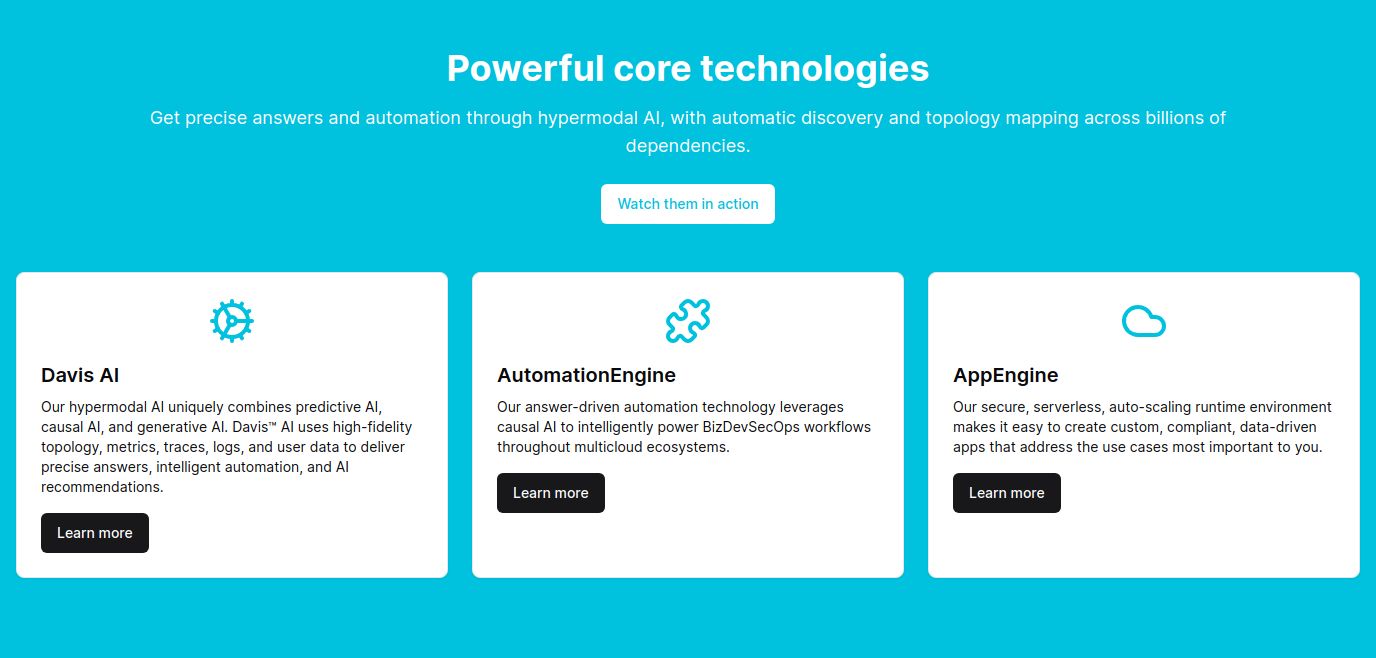 Powerful core technologies
Get precise answers and automation through hypermodal AI, with automatic discovery and topology mapping across billions of
dependencies.
Watch them in action
Davis AI
Our hypermodal AI uniquely combines predictive AI,
causal AI, and generative AI. Davis™ AI uses high-fidelity
topology, metrics, traces, logs, and user data to deliver
precise answers, intelligent automation, and AI
recommendations.
Learn more
AutomationEngine
Our answer-driven automation technology leverages
causal AI to intelligently power BizDevSecOps workflows
throughout multicloud ecosystems.
Learn more
AppEngine
Our secure, serverless, auto-scaling runtime environment
makes it easy to create custom, compliant, data-driven
apps that address the use cases most important to you.
Learn more